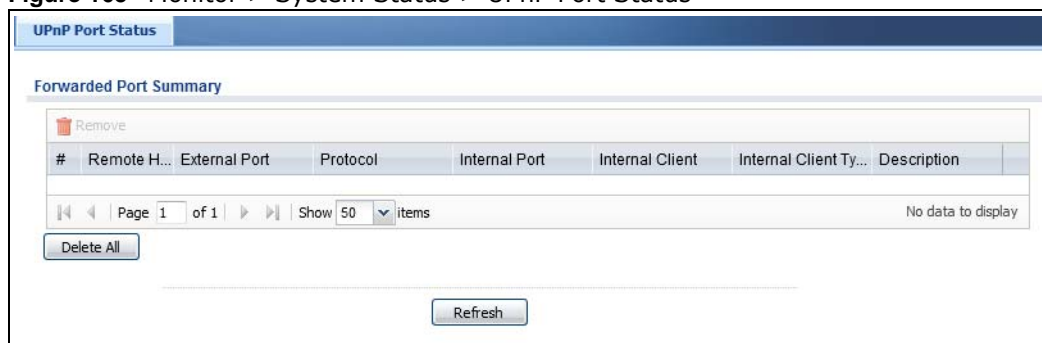 UPnP Port Status
Forwarded Port Summary
Remove
# Remote H... External Port Protocol Internal Port Internal Client Internal Client Ty... Description
Page 1 of 1 Show 50 items No data to display
Delete All
Refresh